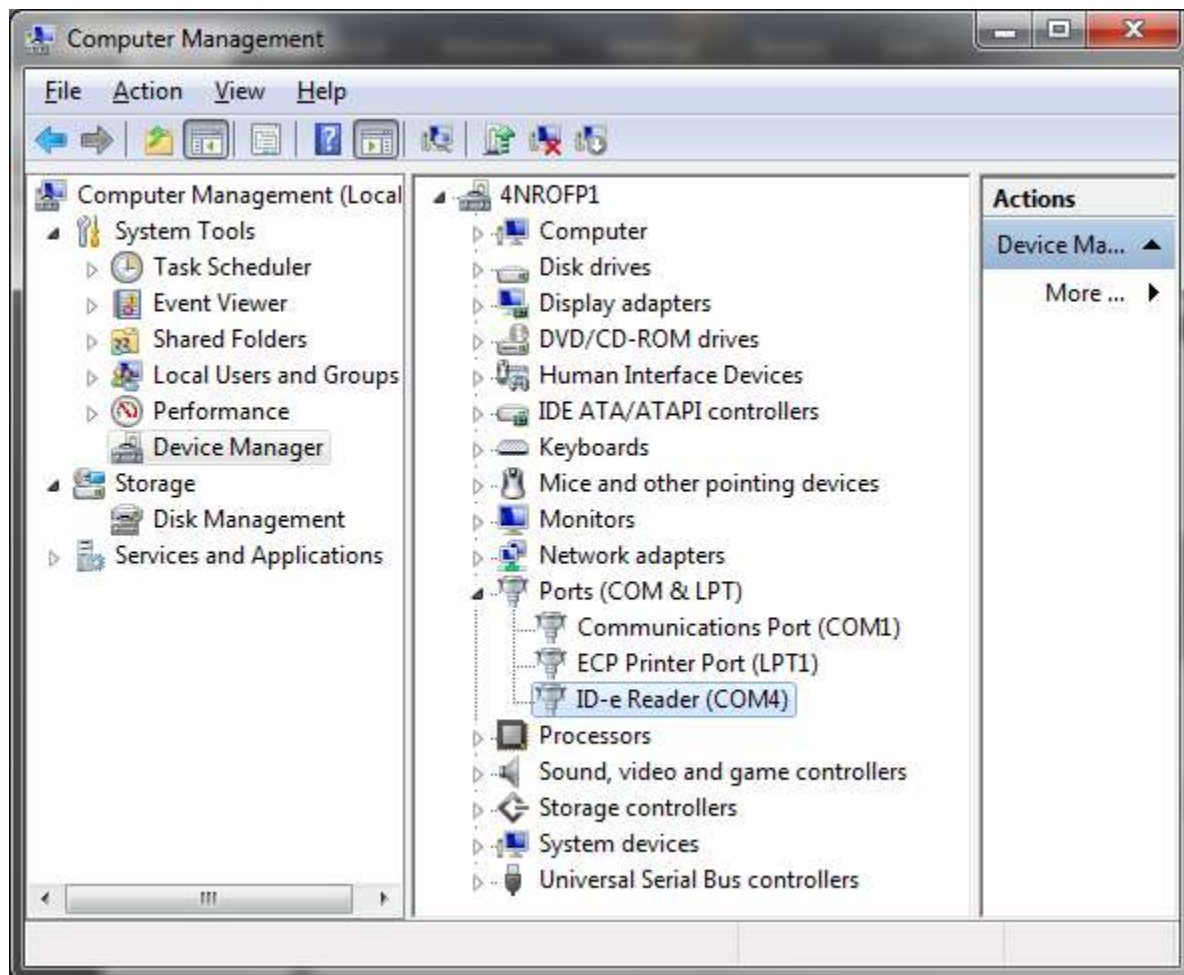 Computer Management
File Action View Help
Computer Management (Local
System Tools
Task Scheduler
Event Viewer
Shared Folders
Local Users and Groups
Performance
Device Manager
Storage
Disk Management
Services and Applications
4NROFP1
Computer
Disk drives
Display adapters
DVD/CD-ROM drives
Human Interface Devices
IDE ATA/ATAPI controllers
Keyboards
Mice and other pointing devices
Monitors
Network adapters
Ports (COM & LPT)
Communications Port (COM1)
ECP Printer Port (LPT1)
ID-e Reader (COM4)
Processors
Sound, video and game controllers
Storage controllers
System devices
Universal Serial Bus controllers
Actions
Device Ma...
More ...